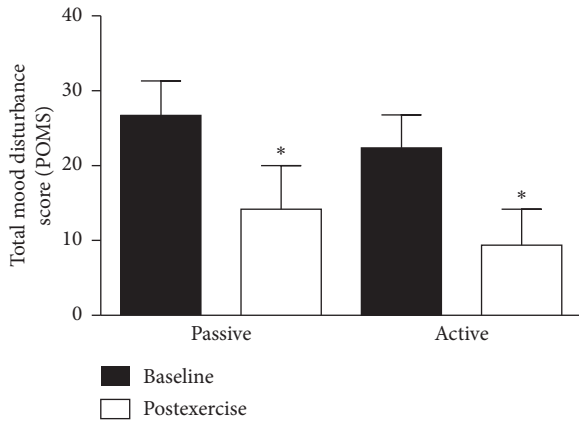 Total mood disturbance
score (POMS)
40
30
20
10
0
*
*
Passive
Active
Baseline
Postexercise